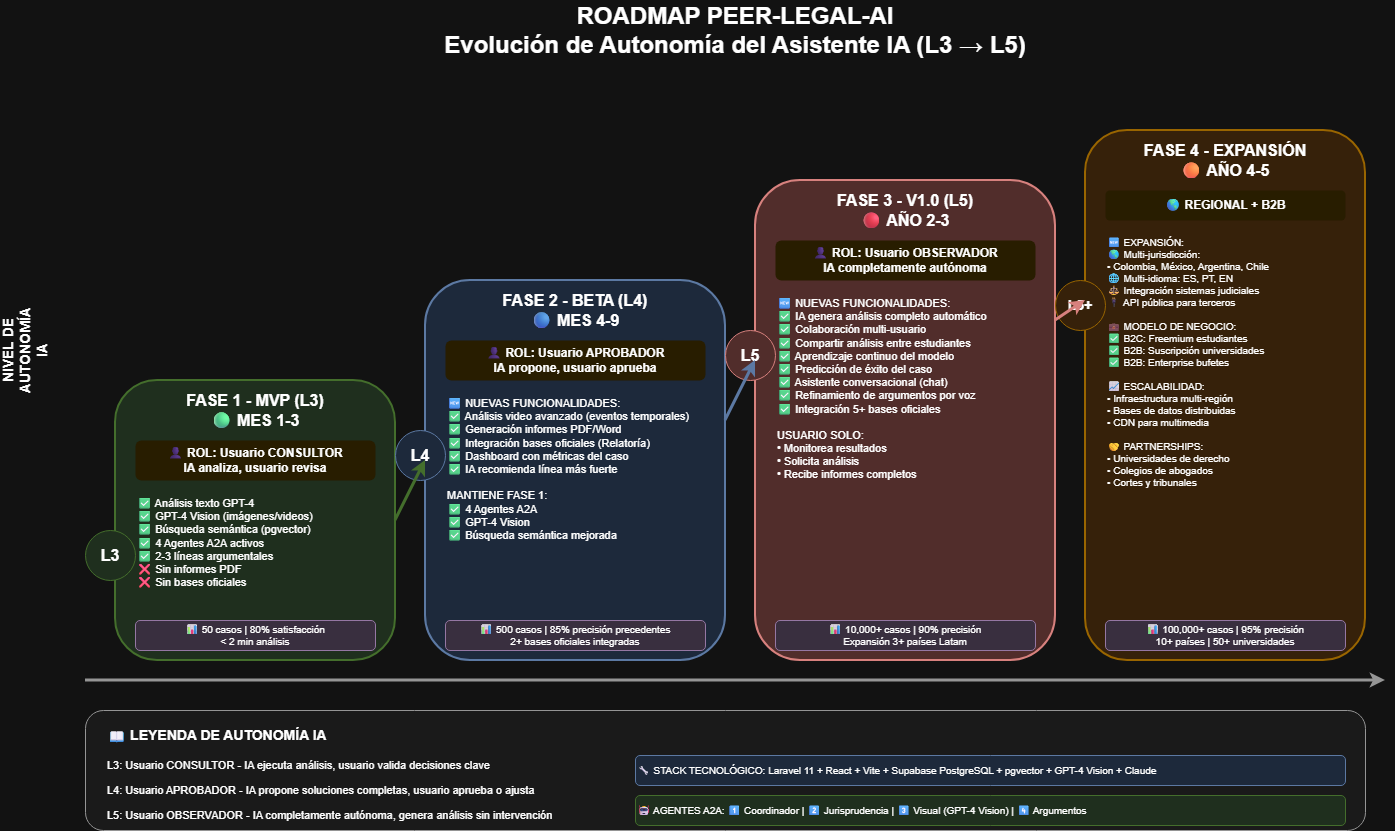 ROADMAP PEER-LEGAL-AI
Evolución de Autonomía del Asistente IA (L3 → L5)
NIVEL DE
AUTONOMÍA
IA
FASE 1 - MVP (L3)
🟢 MES 1-3
👤 ROL: Usuario CONSULTOR
IA analiza, usuario revisa
✅ Análisis texto GPT-4
✅ GPT-4 Vision (imágenes/videos)
✅ Búsqueda semántica (pgvector)
✅ 4 Agentes A2A activos
✅ 2-3 líneas argumentales
❌ Sin informes PDF
❌ Sin bases oficiales
📊 50 casos | 80% satisfacción
< 2 min análisis
L3
FASE 2 - BETA (L4)
🔵 MES 4-9
👤 ROL: Usuario APROBADOR
IA propone, usuario aprueba
🆕 NUEVAS FUNCIONALIDADES:
✅ Análisis video avanzado (eventos temporales)
✅ Generación informes PDF/Word
✅ Integración bases oficiales (Relatoría)
✅ Dashboard con métricas del caso
✅ IA recomienda línea más fuerte
MANTIENE FASE 1:
✅ 4 Agentes A2A
✅ GPT-4 Vision
✅ Búsqueda semántica mejorada
📊 500 casos | 85% precisión precedentes
2+ bases oficiales integradas
L4
FASE 3 - V1.0 (L5)
🔴 AÑO 2-3
👤 ROL: Usuario OBSERVADOR
IA completamente autónoma
🆕 NUEVAS FUNCIONALIDADES:
✅ IA genera análisis completo automático
✅ Colaboración multi-usuario
✅ Compartir análisis entre estudiantes
✅ Aprendizaje continuo del modelo
✅ Predicción de éxito del caso
✅ Asistente conversacional (chat)
✅ Refinamiento de argumentos por voz
✅ Integración 5+ bases oficiales
USUARIO SOLO:
• Monitorea resultados
• Solicita análisis
• Recibe informes completos
📊 10,000+ casos | 90% precisión
Expansión 3+ países Latam
L5
FASE 4 - EXPANSIÓN
🟠 AÑO 4-5
🌎 REGIONAL + B2B
🆕 EXPANSIÓN:
🌎 Multi-jurisdicción:
• Colombia, México, Argentina, Chile
🌐 Multi-idioma: ES, PT, EN
⚖️ Integración sistemas judiciales
API pública para terceros
💼 MODELO DE NEGOCIO:
✅ B2C: Freemium estudiantes
✅ B2B: Suscripción universidades
✅ B2B: Enterprise bufetes
📈 ESCALABILIDAD:
• Infraestructura multi-región
• Bases de datos distribuidas
• CDN para multimedia
🤝 PARTNERSHIPS:
• Universidades de derecho
• Colegios de abogados
• Cortes y tribunales
📊 100,000+ casos | 95% precisión
10+ países | 50+ universidades
📖 LEYENDA DE AUTONOMÍA IA
L3: Usuario CONSULTOR - IA ejecuta análisis, usuario valida decisiones clave
L4: Usuario APROBADOR - IA propone soluciones completas, usuario aprueba o ajusta
L5: Usuario OBSERVADOR - IA completamente autónoma, genera análisis sin intervención
🔧 STACK TECNOLÓGICO: Laravel 11 + React + Vite + Supabase PostgreSQL + pgvector + GPT-4 Vision + Claude
🤖 AGENTES A2A: 1️⃣ Coordinador | 2️⃣ Jurisprudencia | 3️⃣ Visual (GPT-4 Vision) | 4️⃣ Argumentos